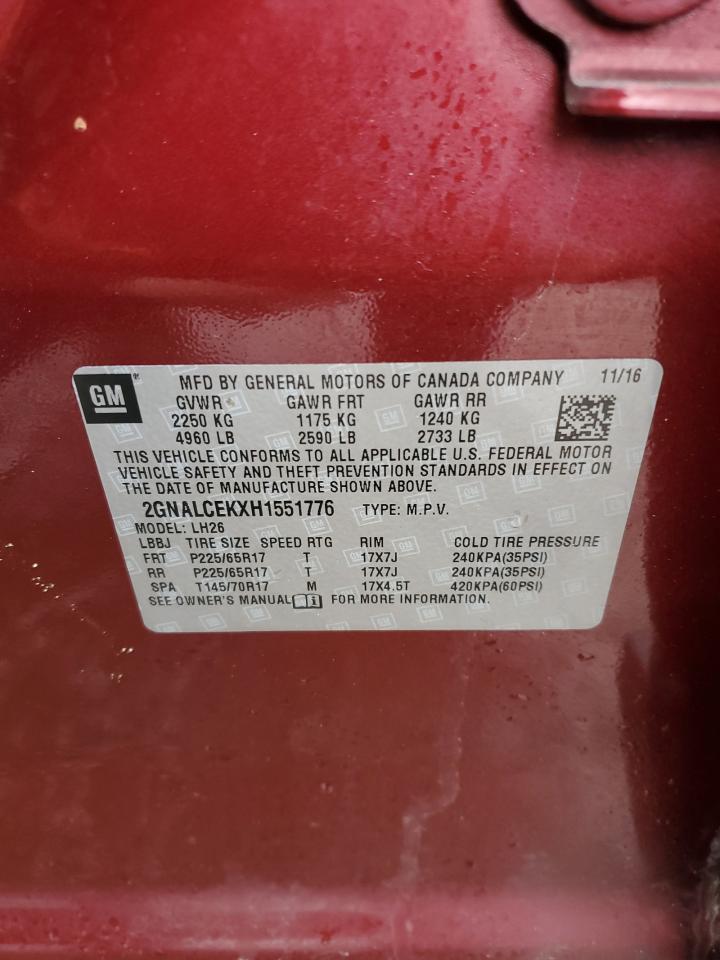 GM MFD BY GENERAL MOTORS OF CANADA COMPANY 11/16
GVWR GAWR FRT GAWR RR
2250 KG 1175 KG 1240 KG
4960 LB 2590 LB 2733 LB
THIS VEHICLE CONFORMS TO ALL APPLICABLE U.S. FEDERAL MOTOR
VEHICLE SAFETY AND THEFT PREVENTION STANDARDS IN EFFECT ON
THE DATE OF MANUFACTURE SHOWN ABOVE.
2GNALCEKXH1551776 TYPE: M.P.V.
MODEL: LH26
LBBJ TIRE SIZE SPEED RTG RIM COLD TIRE PRESSURE
FRT P225/65R17 T 17X7J 240KPA(35PSI)
RR P225/65R17 T 17X7J 240KPA(35PSI)
SPA T145/70R17 M 17X4.5T 420KPA(60PSI)
SEE OWNER'S MANUAL FOR MORE INFORMATION.